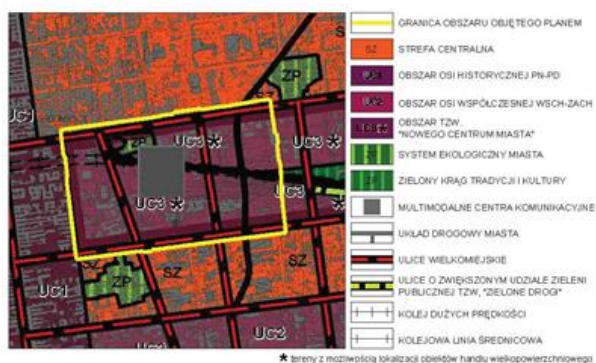 GRANICA OBSZARU OBJĘTEGO PLANEM
SZ
STREFA CENTRALNA
OBSZAR OSI HISTORYCZNEJ PN-PD
UC2
OBSZAR OSI WSPÓŁCZESNEJ WSCH-ZACH
UC3*
OBSZAR TZW.
"NOWEGO CENTRUM MIASTA"
SYSTEM EKOLOGICZNY MIASTA
ZP
ZIELONY KRĄG TRADYCJI I KULTURY
MULTIMODALNE CENTRA KOMUNIKACYJNE
UKŁAD DROGOWY MIASTA
ULICE WIELKOMIEJSKIE
ULICE O ZWIĘKSZONYM UDZIALE ZIELENI
PUBLICZNEJ TZW. "ZIELONE DROGI"
KOLEJ DUŻYCH PRĘDKOŚCI
KOLEJOWA LINIA ŚREDNICOWA
* tereny z możliwością lokalizacji obiektów handlu wielkopowierzchniowego
ZP
UC1
UC3 *
UC3
UC3 *
SZ
ZP
SZ
SZ
UC1
UC1